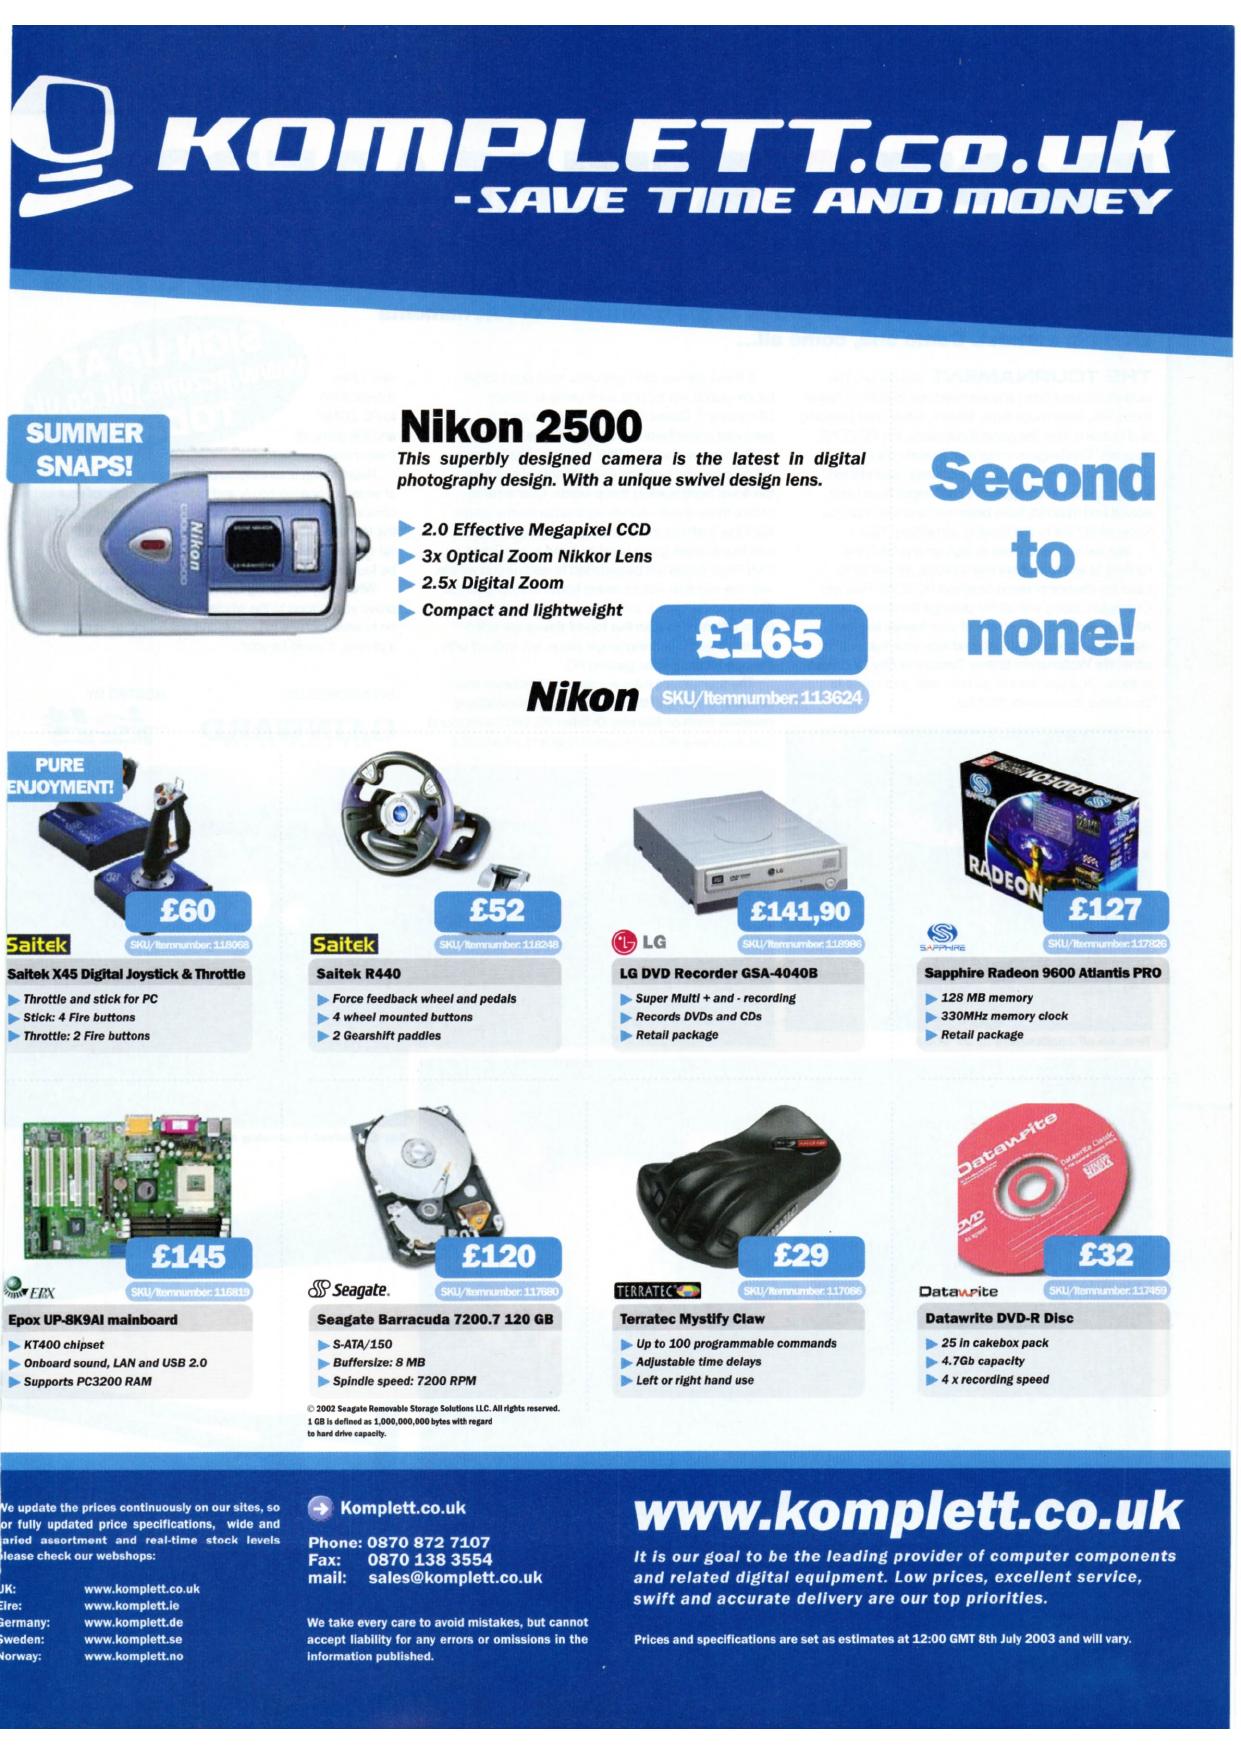 KOMPLETT.co.uk
- SAVE TIME AND MONEY
SUMMER
SNAPS!
Nikon 2500
This superbly designed camera is the latest in digital
photography design. With a unique swivel design lens.
2.0 Effective Megapixel CCD
3x Optical Zoom Nikkor Lens
2.5x Digital Zoom
Compact and lightweight
Nikon
COOLPIX 2500
£165
Nikon
SKU/Itemnumber: 113624
Second
to
none!
PURE
ENJOYMENT!
£60
Saitek
SKU/Itemnumber: 118068
Saitek X45 Digital Joystick & Throttle
Throttle and stick for PC
Stick: 4 Fire buttons
Throttle: 2 Fire buttons
£52
Saitek
SKU/Itemnumber: 118248
Saitek R440
Force feedback wheel and pedals
4 wheel mounted buttons
2 Gearshift paddles
LG
£141,90
LG
SKU/Itemnumber: 118986
LG DVD Recorder GSA-4040B
Super Multi + and - recording
Records DVDs and CDs
Retail package
SAPPHIRE
RADEON
RADEON
£127
SAPPHIRE
SKU/Itemnumber: 117826
Sapphire Radeon 9600 Atlantis PRO
128 MB memory
330MHz memory clock
Retail package
£145
EPX
SKU/Itemnumber: 116819
Epox UP-8K9AI mainboard
KT400 chipset
Onboard sound, LAN and USB 2.0
Supports PC3200 RAM
£120
Seagate.
SKU/Itemnumber: 117680
Seagate Barracuda 7200.7 120 GB
S-ATA/150
Buffersize: 8 MB
Spindle speed: 7200 RPM
© 2002 Seagate Removable Storage Solutions LLC. All rights reserved.
1 GB is defined as 1,000,000,000 bytes with regard
to hard drive capacity.
£29
TERRATEC
SKU/Itemnumber: 117066
Terratec Mystify Claw
Up to 100 programmable commands
Adjustable time delays
Left or right hand use
Datawrite
Datawrite Classic
DVD
£32
Datawrite
SKU/Itemnumber: 117459
Datawrite DVD-R Disc
25 in cakebox pack
4.7Gb capacity
4 x recording speed
We update the prices continuously on our sites, so
or fully updated price specifications, wide and
aried assortment and real-time stock levels
lease check our webshops:
UK: www.komplett.co.uk
Eire: www.komplett.ie
Germany: www.komplett.de
Sweden: www.komplett.se
Norway: www.komplett.no
Komplett.co.uk
Phone: 0870 872 7107
Fax: 0870 138 3554
mail: sales@komplett.co.uk
We take every care to avoid mistakes, but cannot
accept liability for any errors or omissions in the
information published.
www.komplett.co.uk
It is our goal to be the leading provider of computer components
and related digital equipment. Low prices, excellent service,
swift and accurate delivery are our top priorities.
Prices and specifications are set as estimates at 12:00 GMT 8th July 2003 and will vary.